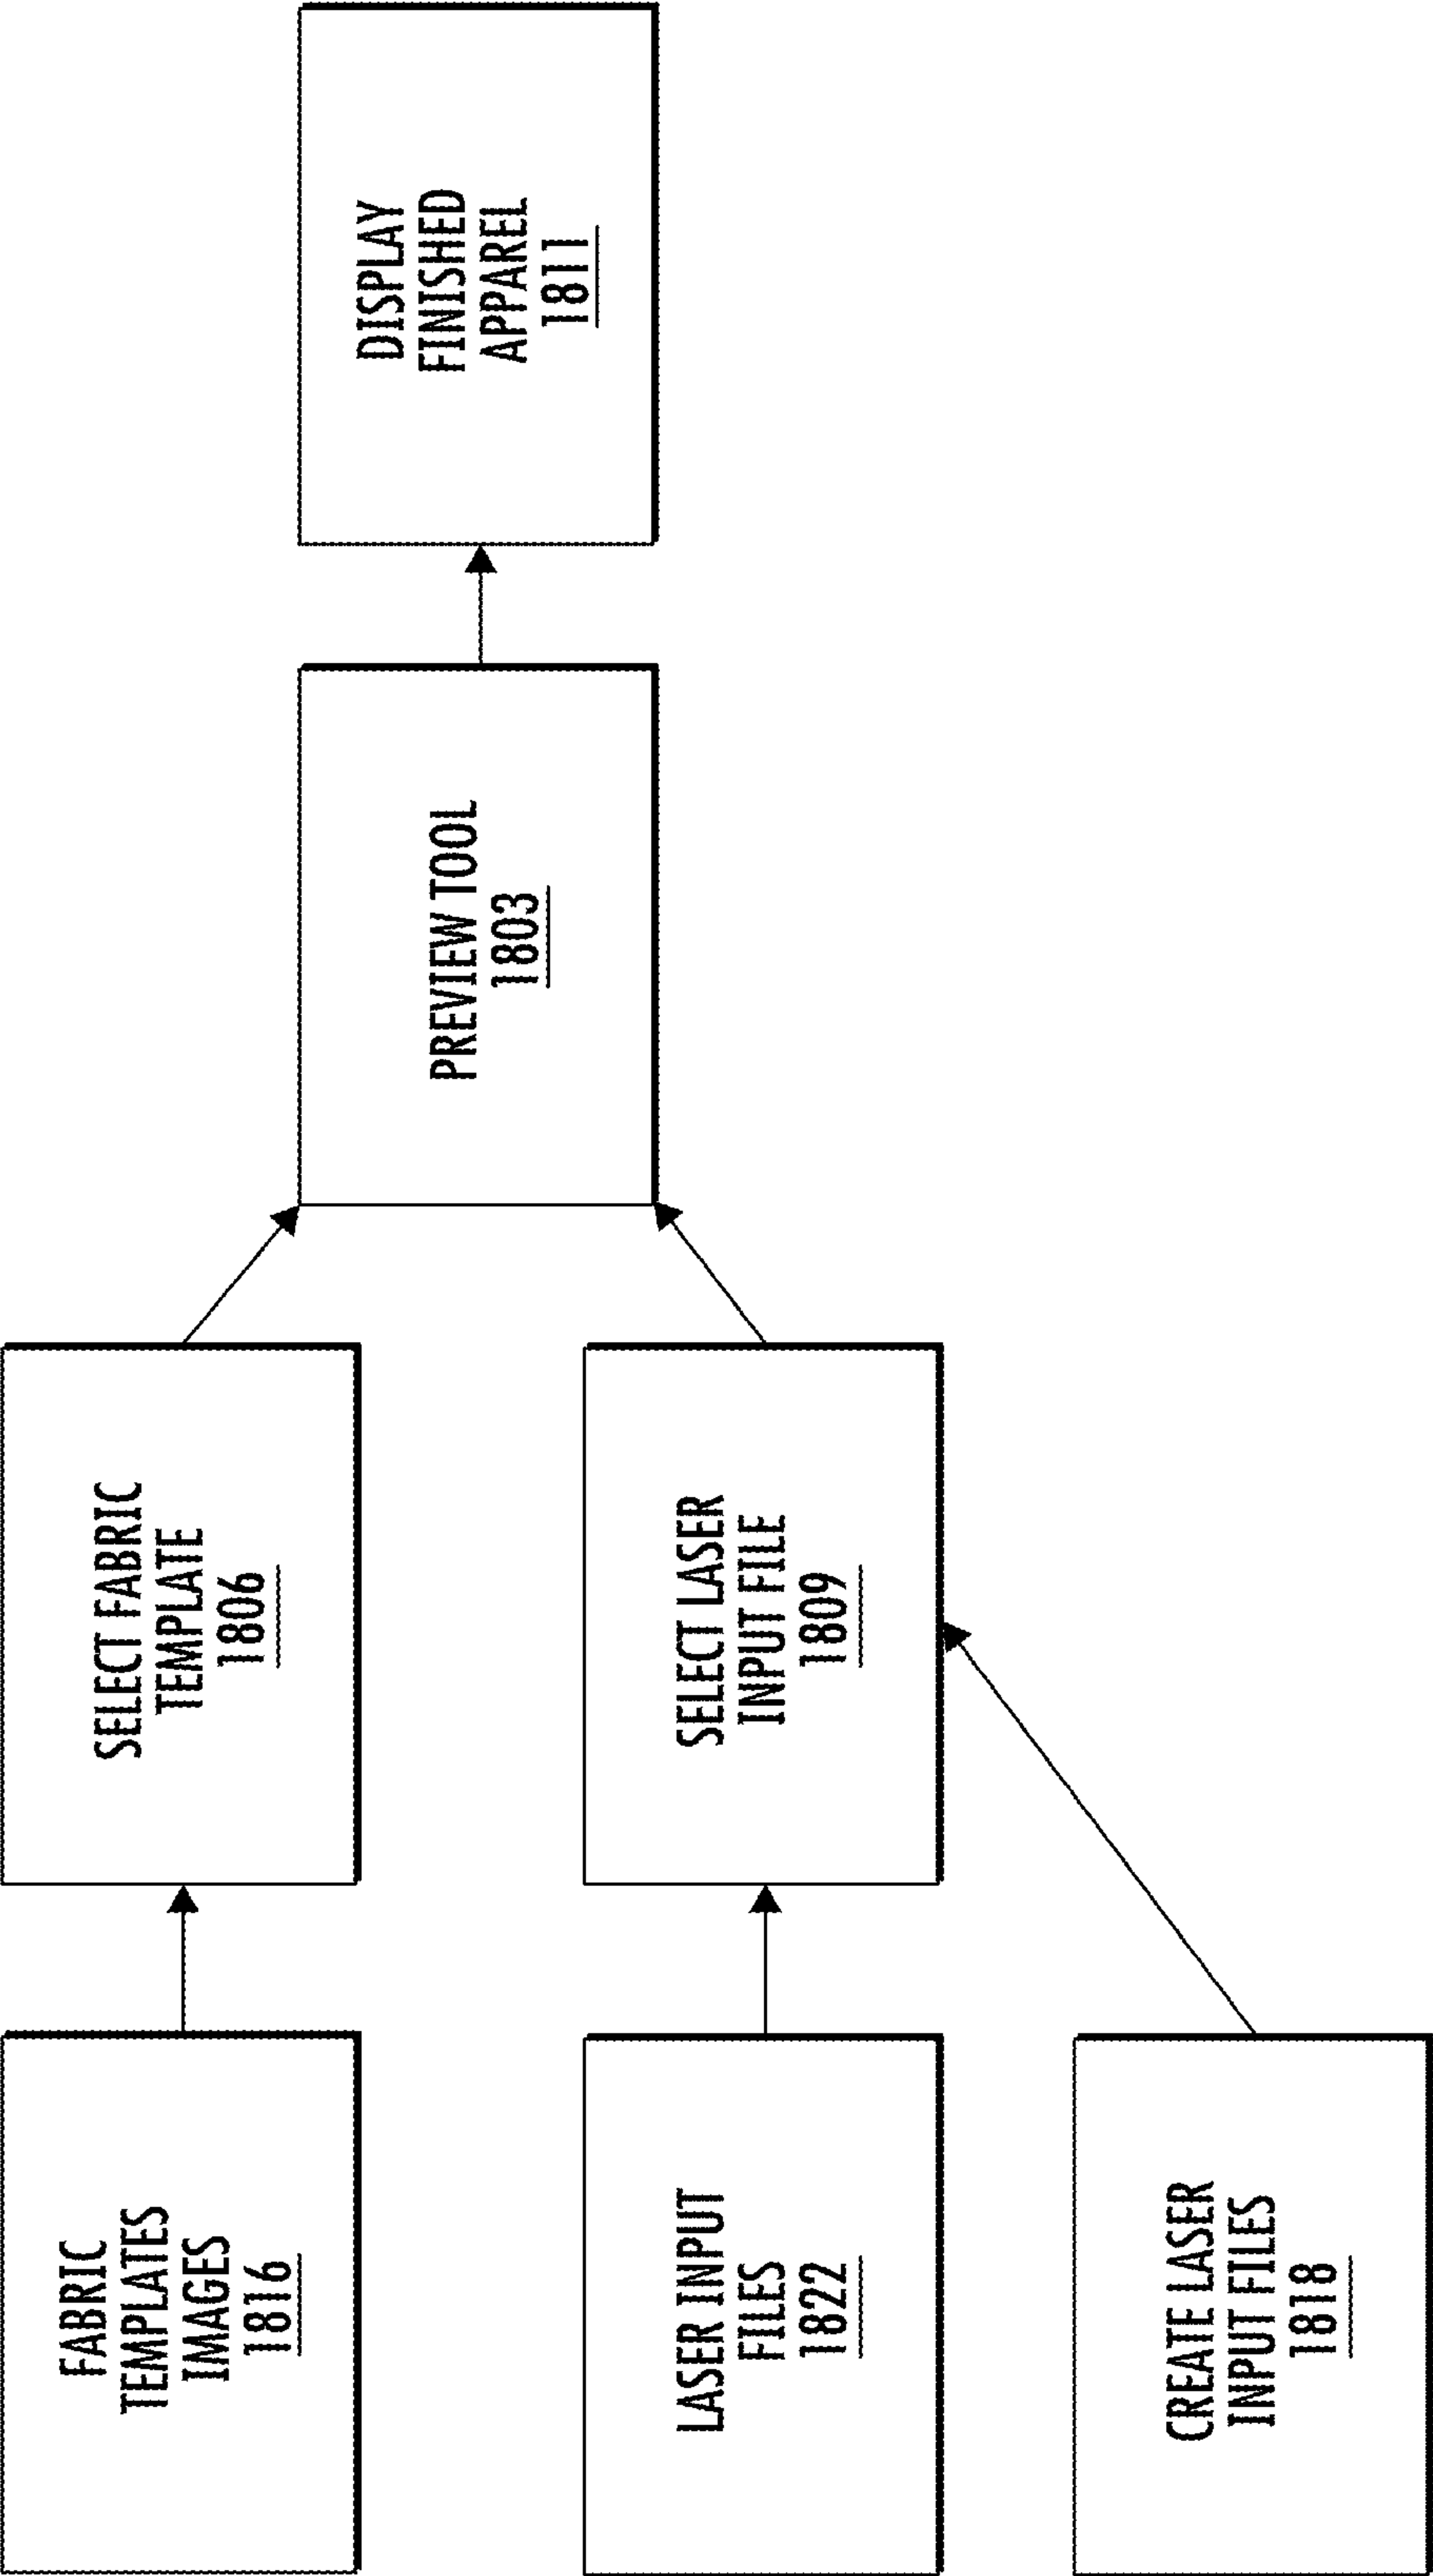 FABRIC
TEMPLATES
IMAGES
1816
SELECT FABRIC
TEMPLATE
1806
LASER INPUT
FILES
1822
SELECT LASER
INPUT FILE
1809
CREATE LASER
INPUT FILES
1818
PREVIEW TOOL
1803
DISPLAY
FINISHED
APPAREL
1811